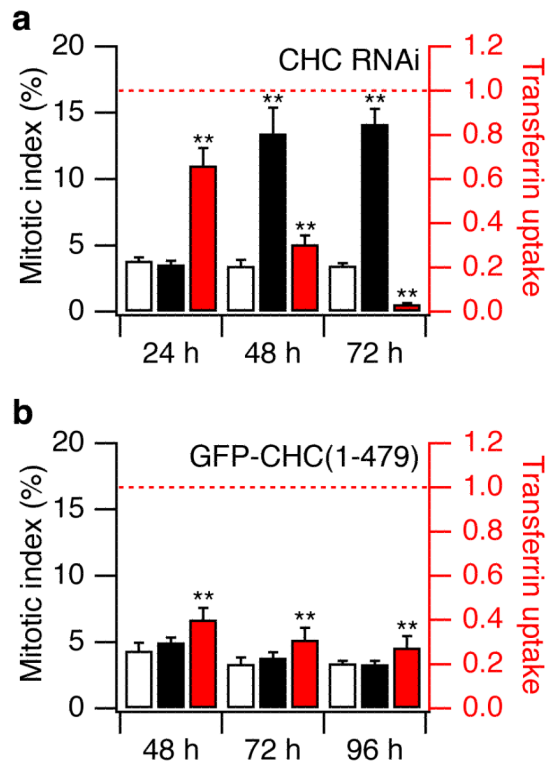 a
CHC RNAi
Mitotic index (%)
20
15
10
5
0
** ** ** ** **
1.2
1.0
0.8
0.6
0.4
0.2
0.0
Transferrin uptake
24 h 48 h 72 h
b
GFP-CHC(1-479)
Mitotic index (%)
20
15
10
5
0
** ** **
1.2
1.0
0.8
0.6
0.4
0.2
0.0
Transferrin uptake
48 h 72 h 96 h